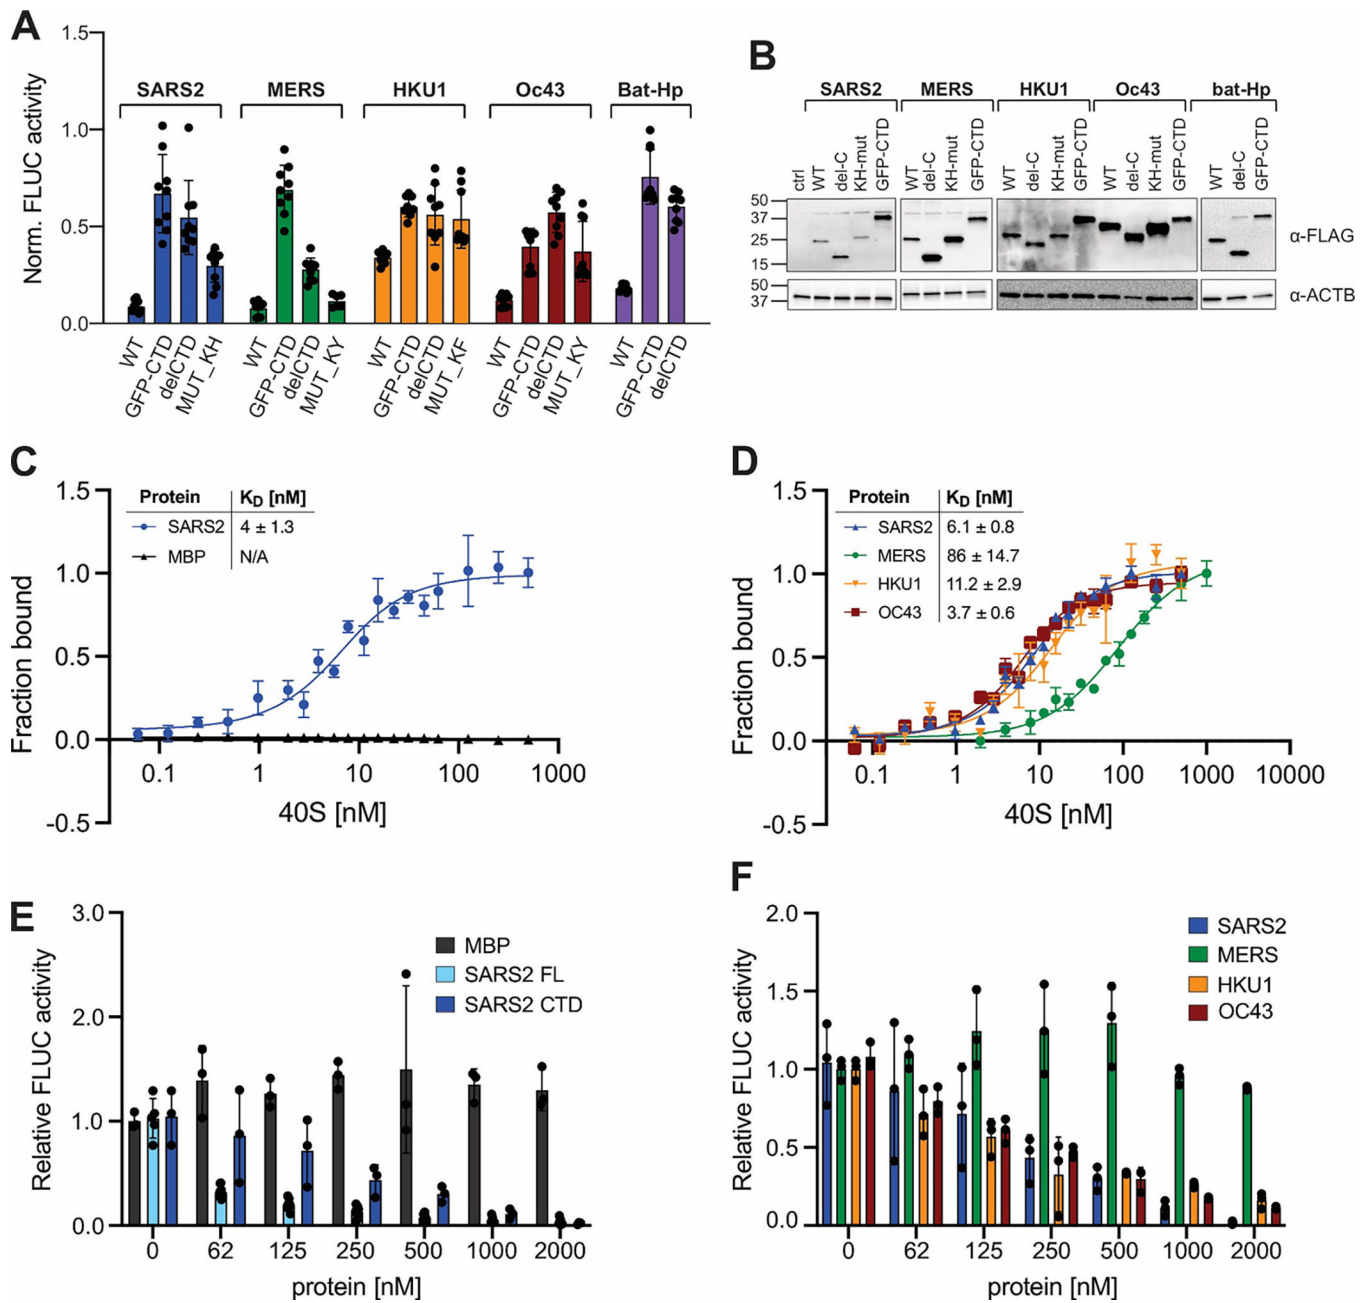 A
1.5
1.0
0.5
0.0
Norm. FLUC activity
SARS2
MERS
HKU1
Oc43
Bat-Hp
WT
GFP-CTD
delCTD
MUT_KH
WT
GFP-CTD
delCTD
MUT_KY
WT
GFP-CTD
delCTD
MUT_KF
WT
GFP-CTD
delCTD
MUT_KY
WT
GFP-CTD
delCTD
B
SARS2
MERS
HKU1
Oc43
bat-Hp
ctrl
WT
del-C
KH-mut
GFP-CTD
WT
del-C
KH-mut
GFP-CTD
WT
del-C
KH-mut
GFP-CTD
WT
del-C
KH-mut
GFP-CTD
WT
del-C
GFP-CTD
50
37
25
15
α-FLAG
50
37
α-ACTB
C
1.5
1.0
0.5
0.0
-0.5
Fraction bound
Protein K_D [nM]
SARS2 4 ± 1.3
MBP N/A
0.1 1 10 100 1000
40S [nM]
D
1.5
1.0
0.5
0.0
-0.5
Fraction bound
Protein K_D [nM]
SARS2 6.1 ± 0.8
MERS 86 ± 14.7
HKU1 11.2 ± 2.9
OC43 3.7 ± 0.6
0.1 1 10 100 1000 10000
40S [nM]
E
3.0
2.0
1.0
0.0
Relative FLUC activity
MBP
SARS2 FL
SARS2 CTD
0 62 125 250 500 1000 2000
protein [nM]
F
2.0
1.5
1.0
0.5
0.0
Relative FLUC activity
SARS2
MERS
HKU1
OC43
0 62 125 250 500 1000 2000
protein [nM]